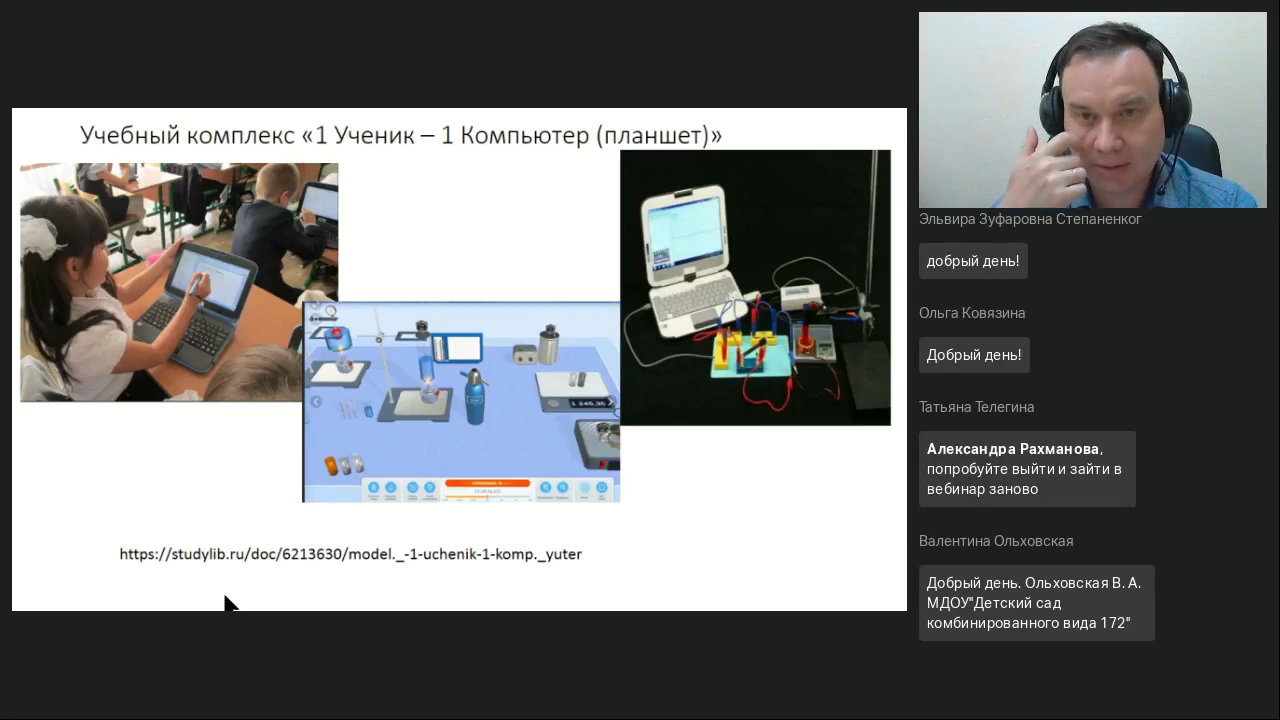 Учебный комплекс «1 Ученик – 1 Компьютер (планшет)»
https://studylib.ru/doc/6213630/model._-1-uchenik-1-komp._yuter
Эльвира Зуфаровна Степаненког
добрый день!
Ольга Ковязина
Добрый день!
Татьяна Телегина
Александра Рахманова,
попробуйте выйти и зайти в
вебинар заново
Валентина Ольховская
Добрый день. Ольховская В. А.
МДОУ"Детский сад
комбинированного вида 172"